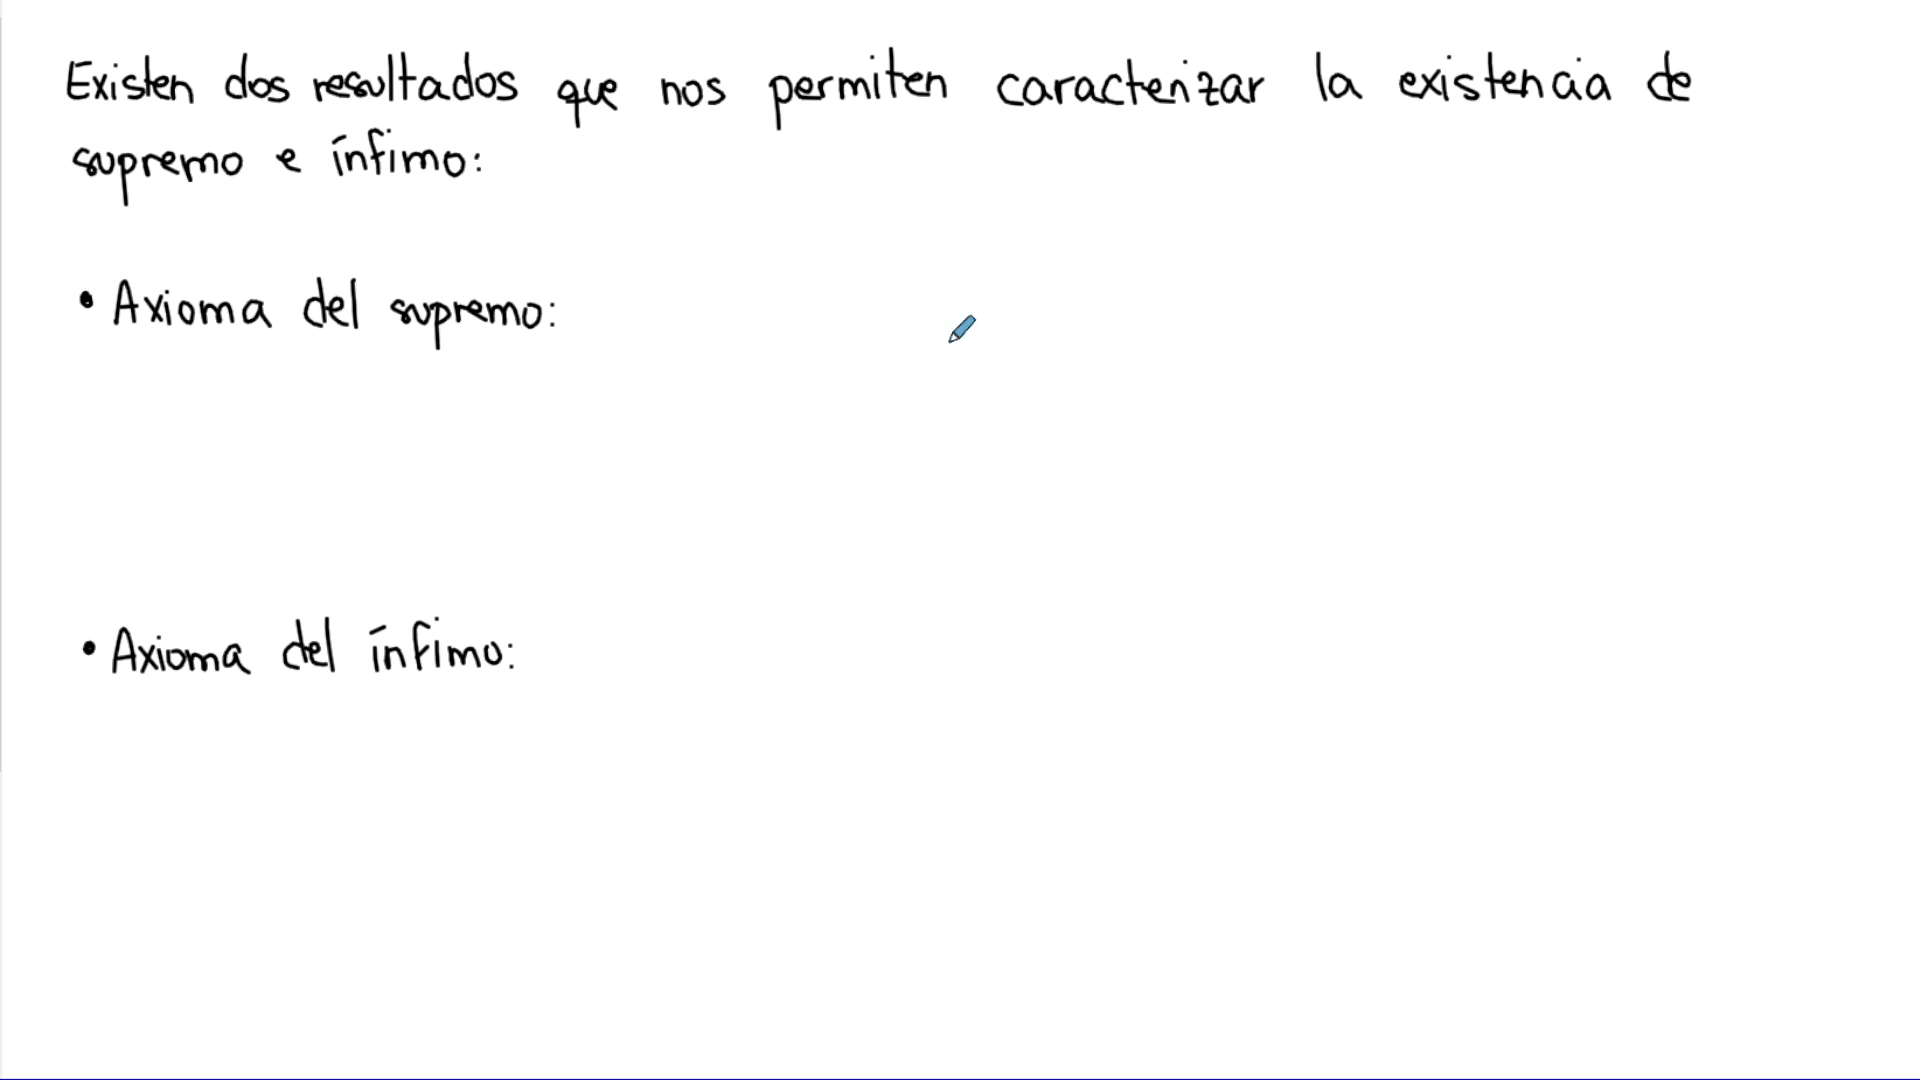 Existen dos resultados que nos permiten caracterizar la existencia de
supremo e ínfimo:
• Axioma del supremo:
• Axioma del ínfimo: